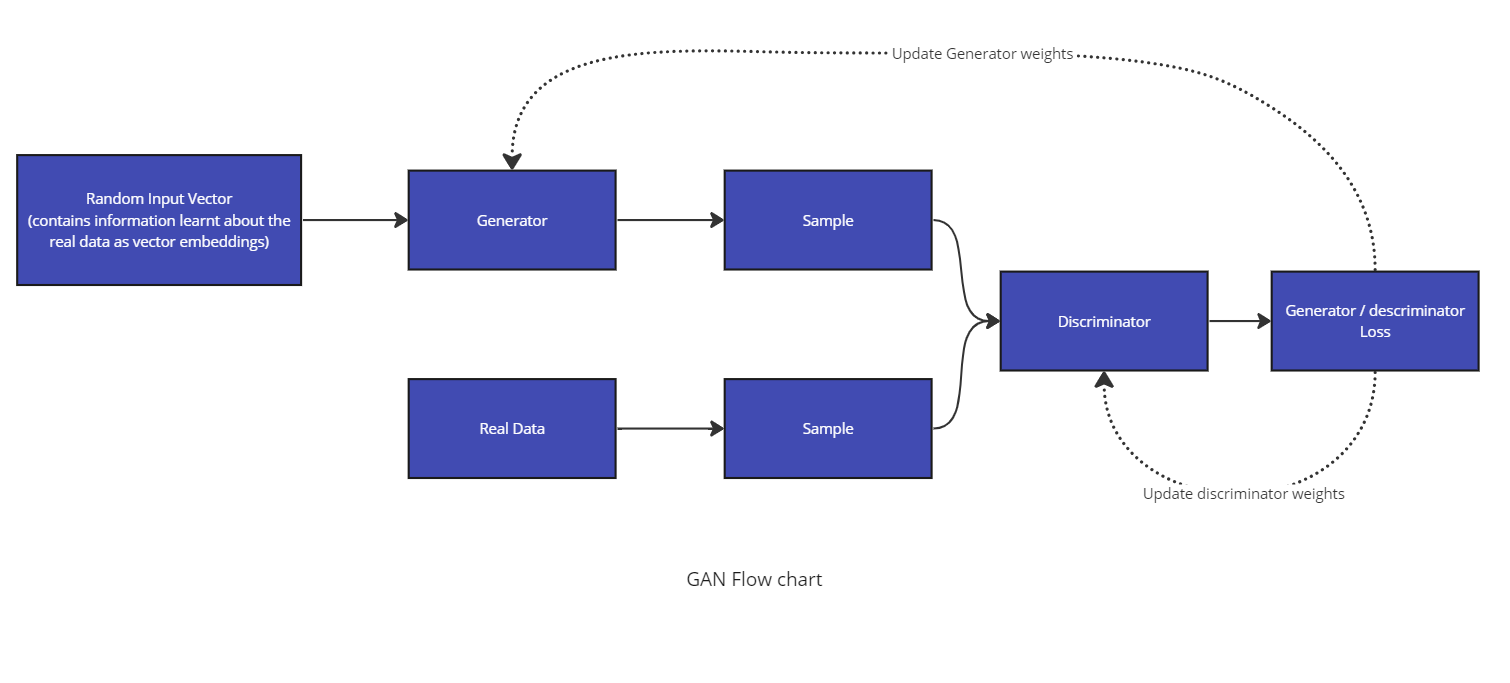 Update Generator weights
Random Input Vector
(contains information learnt about the
real data as vector embeddings)
Generator
Sample
Discriminator
Generator / descriminator
Loss
Real Data
Sample
Update discriminator weights
GAN Flow chart